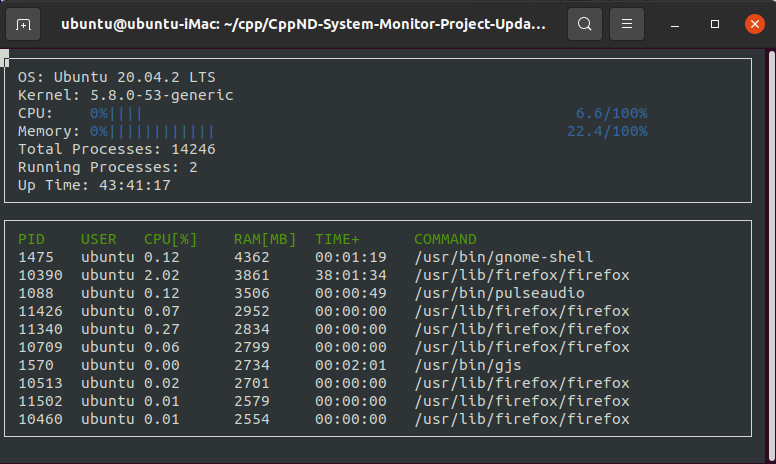 ubuntu@ubuntu-iMac: ~/cpp/CppND-System-Monitor-Project-Upda...
OS: Ubuntu 20.04.2 LTS
Kernel: 5.8.0-53-generic
CPU: 0%|||| 6.6/100%
Memory: 0%|||||||||||| 22.4/100%
Total Processes: 14246
Running Processes: 2
Up Time: 43:41:17
PID USER CPU[%] RAM[MB] TIME+ COMMAND
1475 ubuntu 0.12 4362 00:01:19 /usr/bin/gnome-shell
10390 ubuntu 2.02 3861 38:01:34 /usr/lib/firefox/firefox
1088 ubuntu 0.12 3506 00:00:49 /usr/bin/pulseaudio
11426 ubuntu 0.07 2952 00:00:00 /usr/lib/firefox/firefox
11340 ubuntu 0.27 2834 00:00:00 /usr/lib/firefox/firefox
10709 ubuntu 0.06 2799 00:00:00 /usr/lib/firefox/firefox
1570 ubuntu 0.00 2734 00:02:01 /usr/bin/gjs
10513 ubuntu 0.02 2701 00:00:00 /usr/lib/firefox/firefox
11502 ubuntu 0.01 2579 00:00:00 /usr/lib/firefox/firefox
10460 ubuntu 0.01 2554 00:00:00 /usr/lib/firefox/firefox